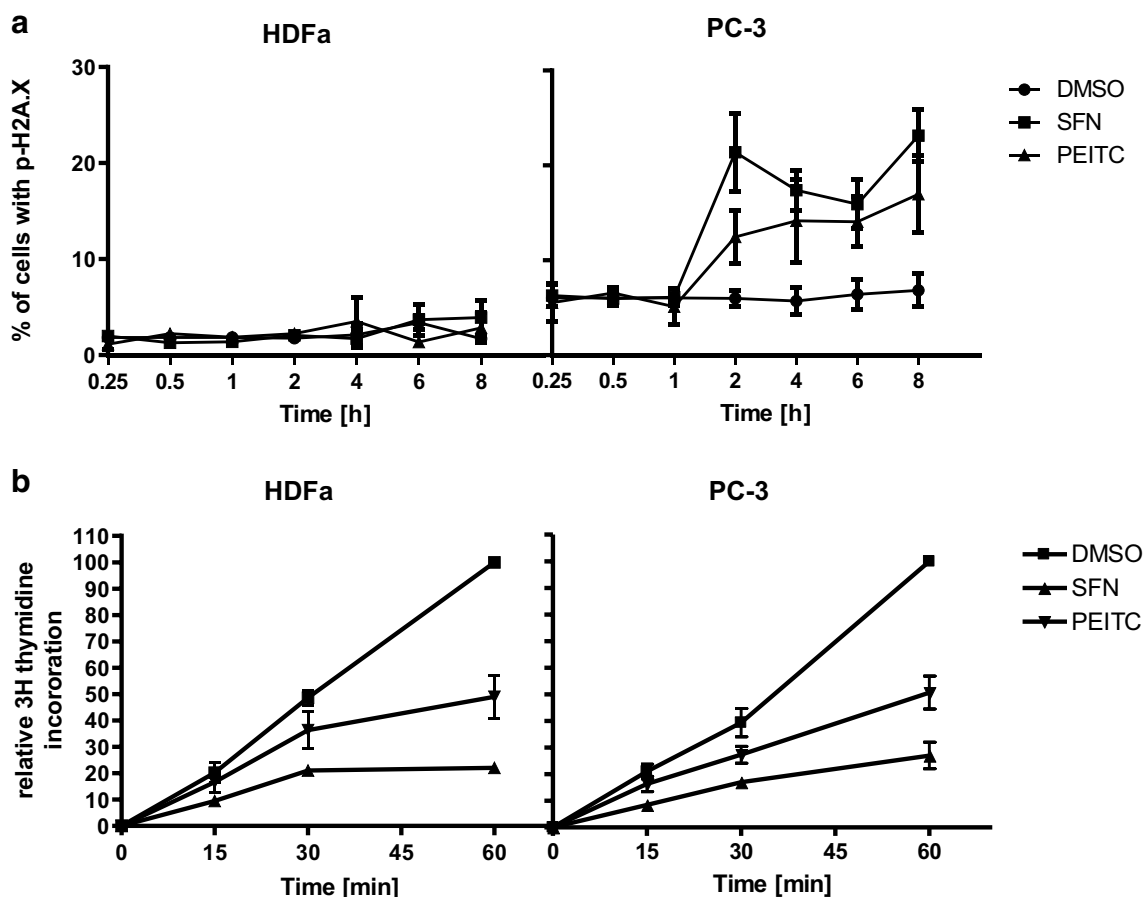 a
HDFa
PC-3
% of cells with p-H2A.X
30
20
10
0
0.25 0.5 1 2 4 6 8
Time [h]
0.25 0.5 1 2 4 6 8
Time [h]
DMSO
SFN
PEITC
b
HDFa
PC-3
relative 3H thymidine
incororation
110
100
90
80
70
60
50
40
30
20
10
0
0 15 30 45 60
Time [min]
0 15 30 45 60
Time [min]
DMSO
SFN
PEITC